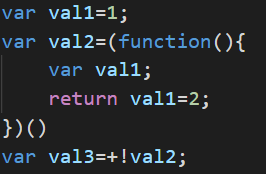 var val1=1;
var val2=(function(){
    var val1;
    return val1=2;
})()
var val3=+!val2;